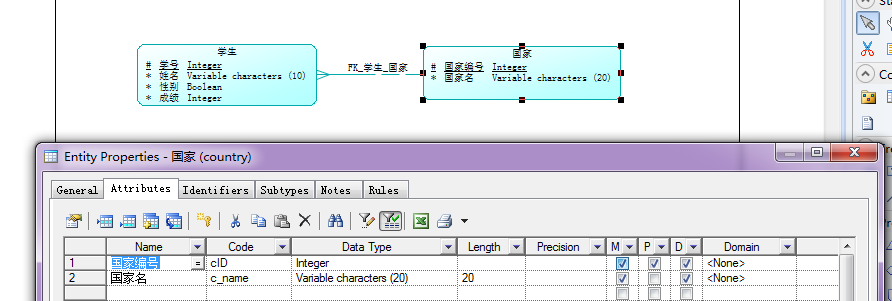 Sta
学生
# 学号 Integer
* 姓名 Variable characters (10)
* 性别 Boolean
* 成绩 Integer
FK_学生_国家
国家
# 国家编号 Integer
* 国家名 Variable characters (20)
Co
Entity Properties - 国家 (country)
General Attributes Identifiers Subtypes Notes Rules
Name Code Data Type Length Precision M P D Domain
1 国家编号 = cID Integer <None>
2 国家名 c_name Variable characters (20) 20 <None>